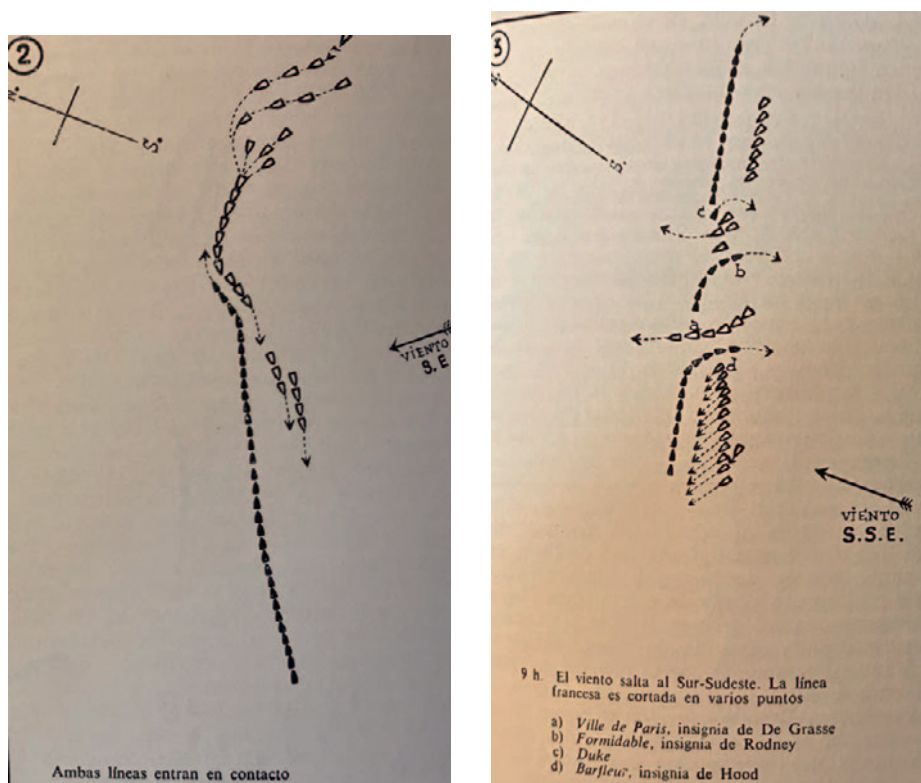 2
S.
VIENTO
S.E.
Ambas líneas entran en contacto
3
S.
c
b
a
d
VIENTO
S.S.E.
9 h. El viento salta al Sur-Sudeste. La línea
francesa es cortada en varios puntos
a) Ville de Paris, insignia de De Grasse
b) Formidable, insignia de Rodney
c) Duke
d) Barfleur, insignia de Hood